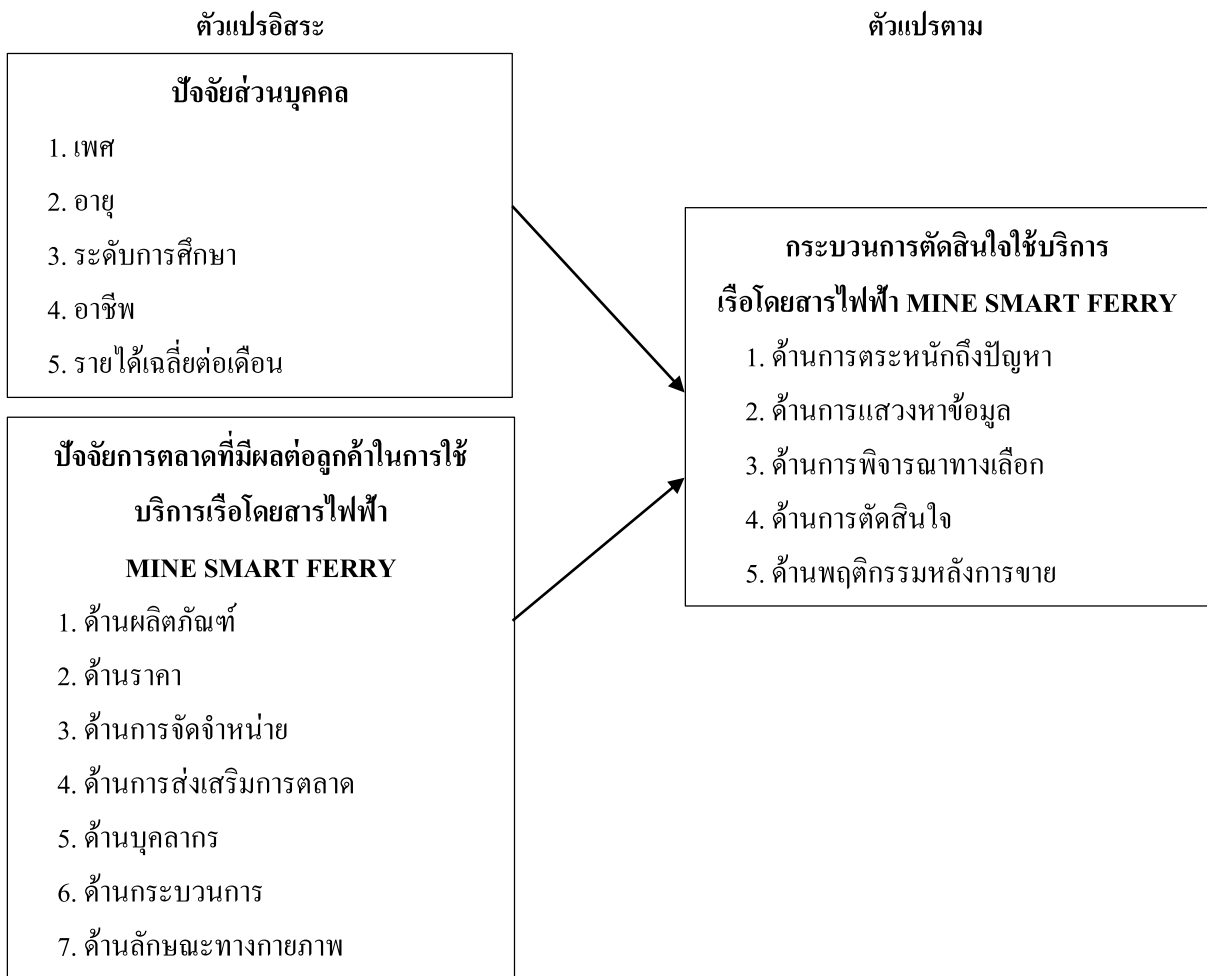 ตัวแปรอิสระ
ปัจจัยส่วนบุคคล
1. เพศ
2. อายุ
3. ระดับการศึกษา
4. อาชีพ
5. รายได้เฉลี่ยต่อเดือน
ปัจจัยการตลาดที่มีผลต่อลูกค้าในการใช้
บริการเรือโดยสารไฟฟ้า
MINE SMART FERRY
1. ด้านผลิตภัณฑ์
2. ด้านราคา
3. ด้านการจัดจำหน่าย
4. ด้านการส่งเสริมการตลาด
5. ด้านบุคลากร
6. ด้านกระบวนการ
7. ด้านลักษณะทางกายภาพ
ตัวแปรตาม
กระบวนการตัดสินใจใช้บริการ
เรือโดยสารไฟฟ้า MINE SMART FERRY
1. ด้านการตระหนักถึงปัญหา
2. ด้านการแสวงหาข้อมูล
3. ด้านการพิจารณาทางเลือก
4. ด้านการตัดสินใจ
5. ด้านพฤติกรรมหลังการขาย